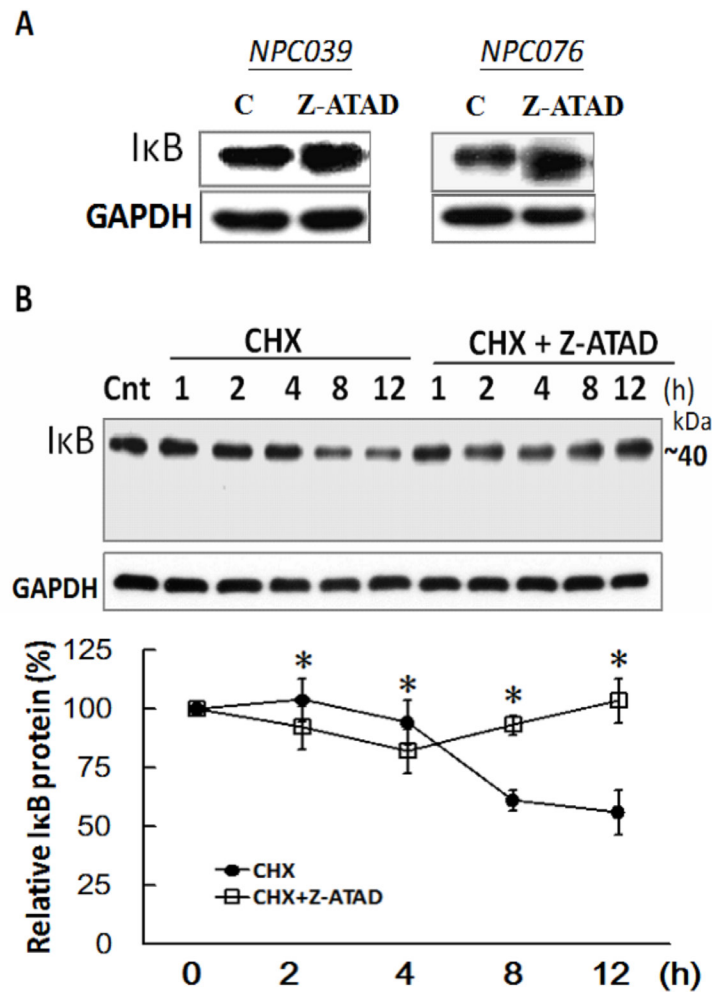 A
NPC039 NPC076
C Z-ATAD C Z-ATAD
IκB
GAPDH
B
CHX CHX + Z-ATAD
Cnt 1 2 4 8 12 1 2 4 8 12 (h)
kDa
IκB ~40
GAPDH
Relative IκB protein (%)
125
* * * *
100
75
50
25
0
CHX
CHX+Z-ATAD
0 2 4 8 12 (h)